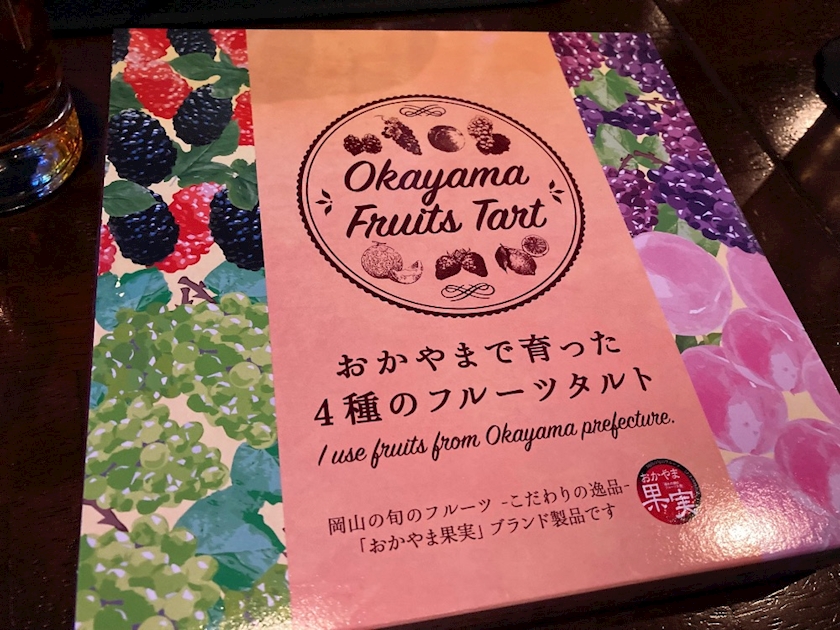 Okayama
Fruits Tart
おかやまで育った
4種のフルーツタルト
I use fruits from Okayama prefecture.
岡山の旬のフルーツ -こだわりの逸品-
「おかやま果実」ブランド製品です
おかやま
果実